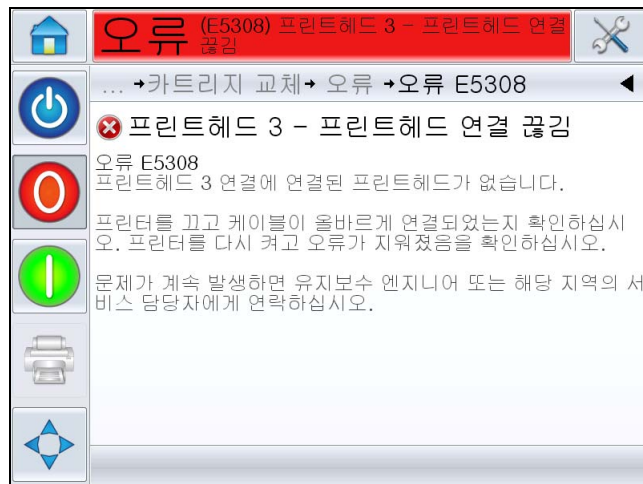 오류 (E5308) 프린트헤드 3 - 프린트헤드 연결
끊김
... →카트리지 교체→ 오류 →오류 E5308
프린트헤드 3 - 프린트헤드 연결 끊김
오류 E5308
프린트헤드 3 연결에 연결된 프린트헤드가 없습니다.
프린터를 끄고 케이블이 올바르게 연결되었는지 확인하십시
오. 프린터를 다시 켜고 오류가 지워졌음을 확인하십시오.
문제가 계속 발생하면 유지보수 엔지니어 또는 해당 지역의 서
비스 담당자에게 연락하십시오.